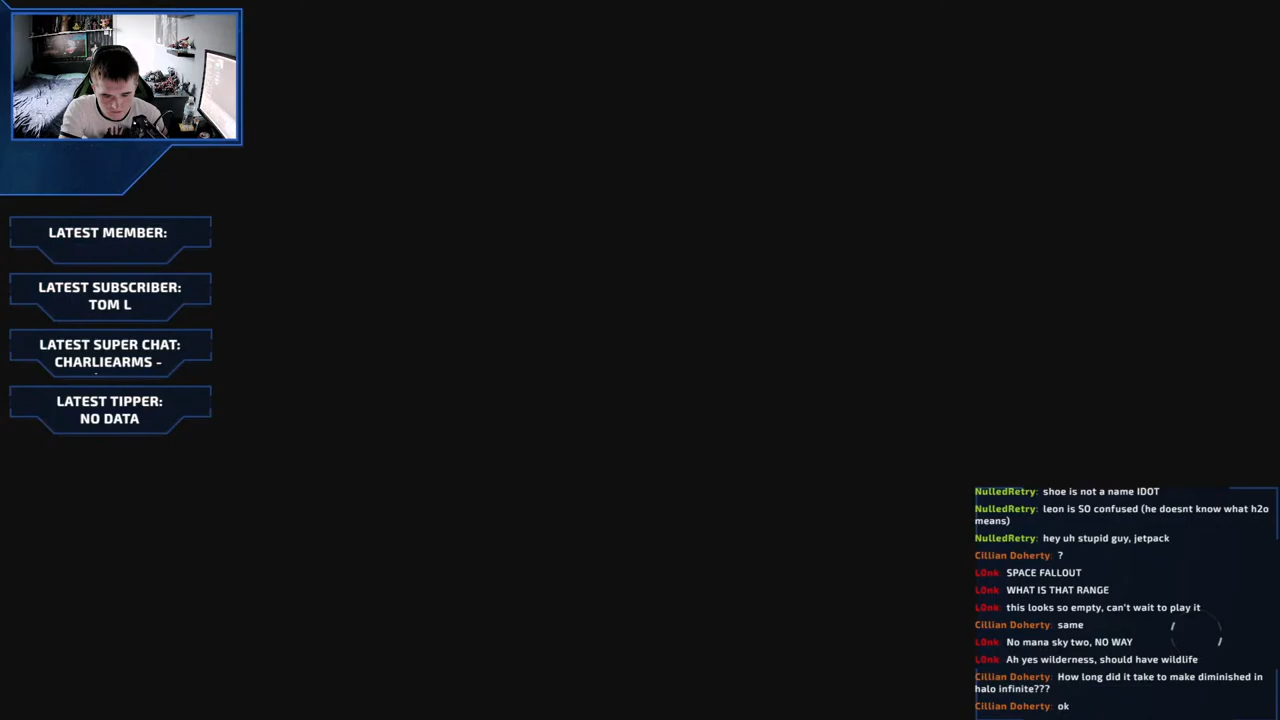 LATEST MEMBER:
LATEST SUBSCRIBER:
TOM L
LATEST SUPER CHAT:
CHARLIEARMS -
LATEST TIPPER:
NO DATA
NulledRetry: shoe is not a name IDOT
NulledRetry: leon is SO confused (he doesnt know what h2o
means)
NulledRetry: hey uh stupid guy, jetpack
Cillian Doherty: ?
L0nk: SPACE FALLOUT
L0nk: WHAT IS THAT RANGE
L0nk: this looks so empty, can't wait to play it
Cillian Doherty: same
L0nk: No mana sky two, NO WAY
L0nk: Ah yes wilderness, should have wildlife
Cillian Doherty: How long did it take to make diminished in
halo infinite???
Cillian Doherty: ok